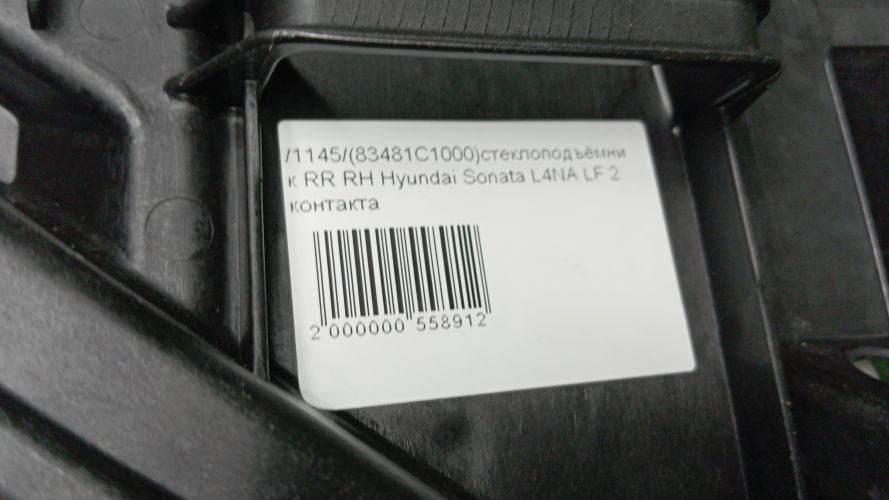 /1145/(83481C1000)стеклоподъёмни
к RR RH Hyundai Sonata L4NA LF 2
контакта
2 000000 558912